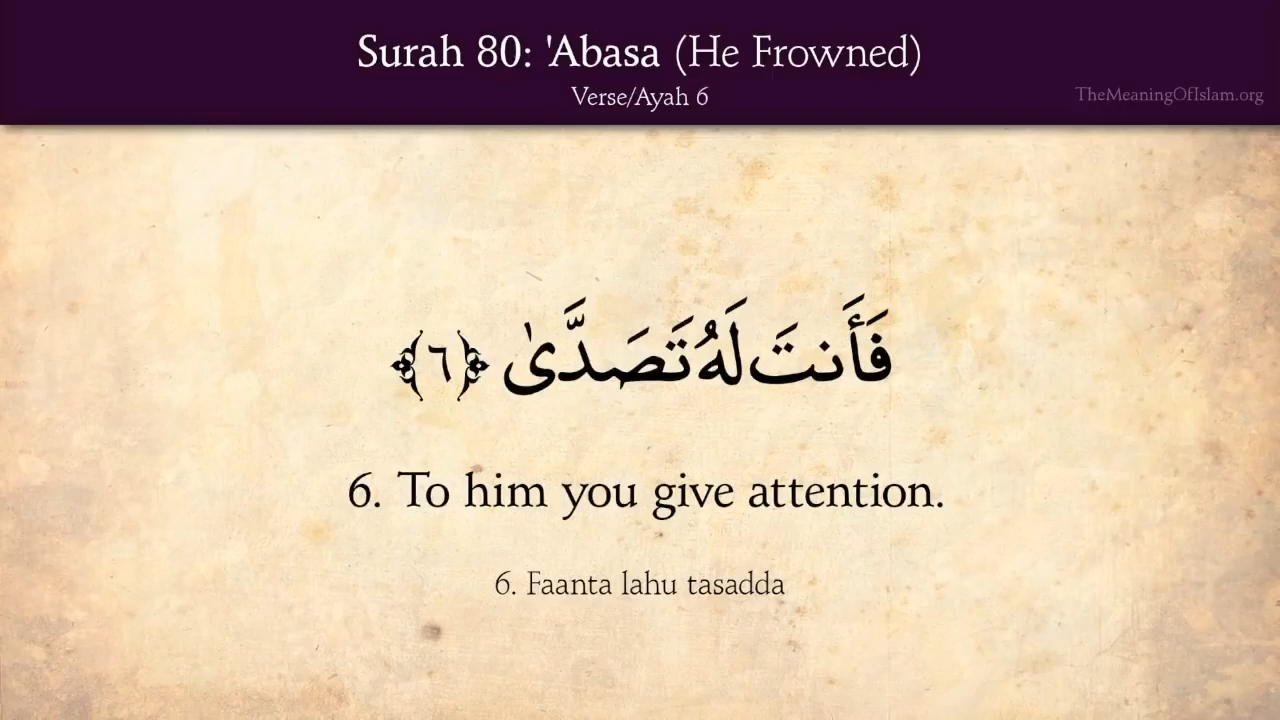 Surah 80: 'Abasa (He Frowned)
Verse/Ayah 6
TheMeaningOfIslam.org
فَأَنتَ لَهُ تَصَدَّىٰ ﴿٦﴾
6. To him you give attention.
6. Faanta lahu tasadda